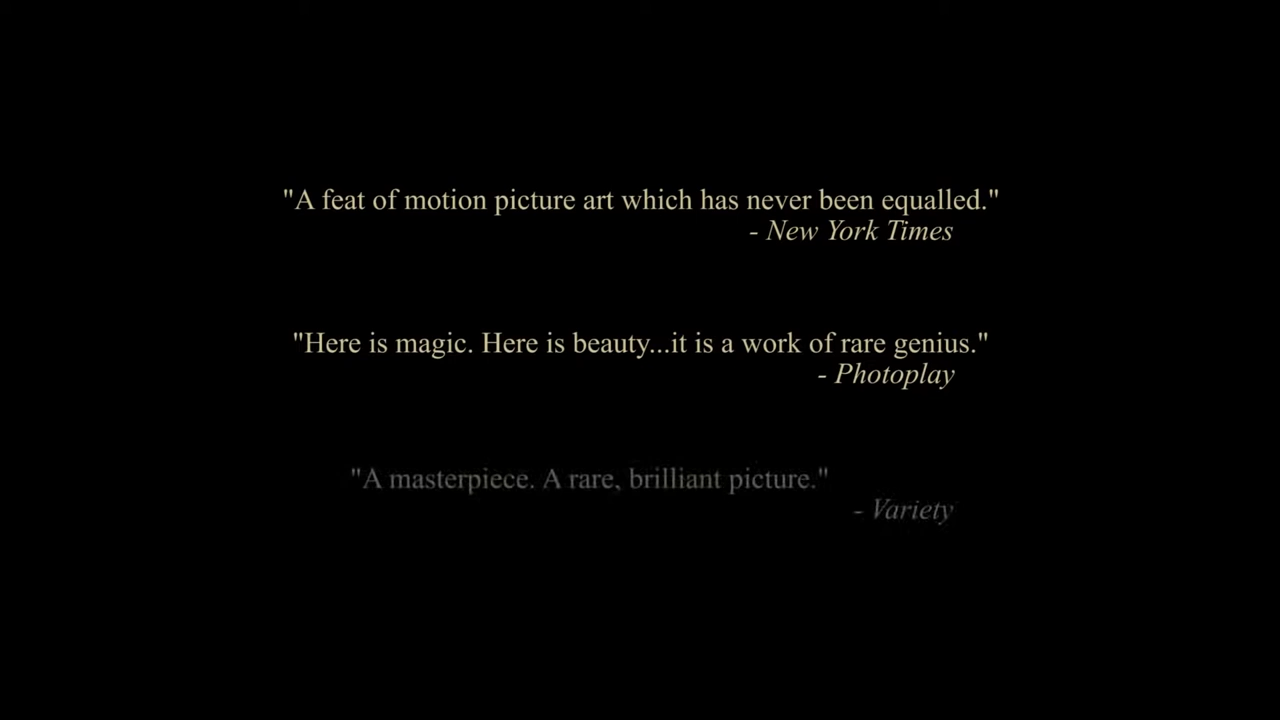 "A feat of motion picture art which has never been equalled."
- New York Times
"Here is magic. Here is beauty...it is a work of rare genius."
- Photoplay
"A masterpiece. A rare, brilliant picture."
- Variety